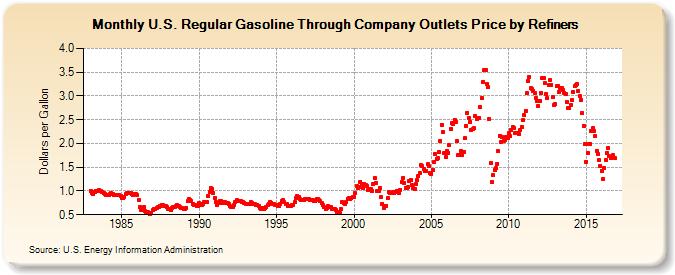 Monthly U.S. Regular Gasoline Through Company Outlets Price by Refiners
Dollars per Gallon
4.0
3.5
3.0
2.5
2.0
1.5
1.0
0.5
1985 1990 1995 2000 2005 2010 2015
Source: U.S. Energy Information Administration